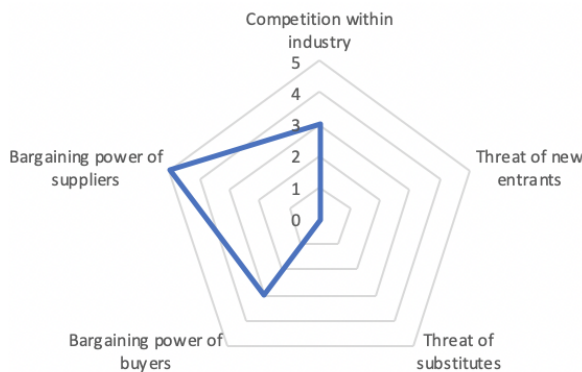 Competition within
industry
5
4
3
2
1
0
Threat of new
entrants
Threat of
substitutes
Bargaining power of
buyers
Bargaining power of
suppliers